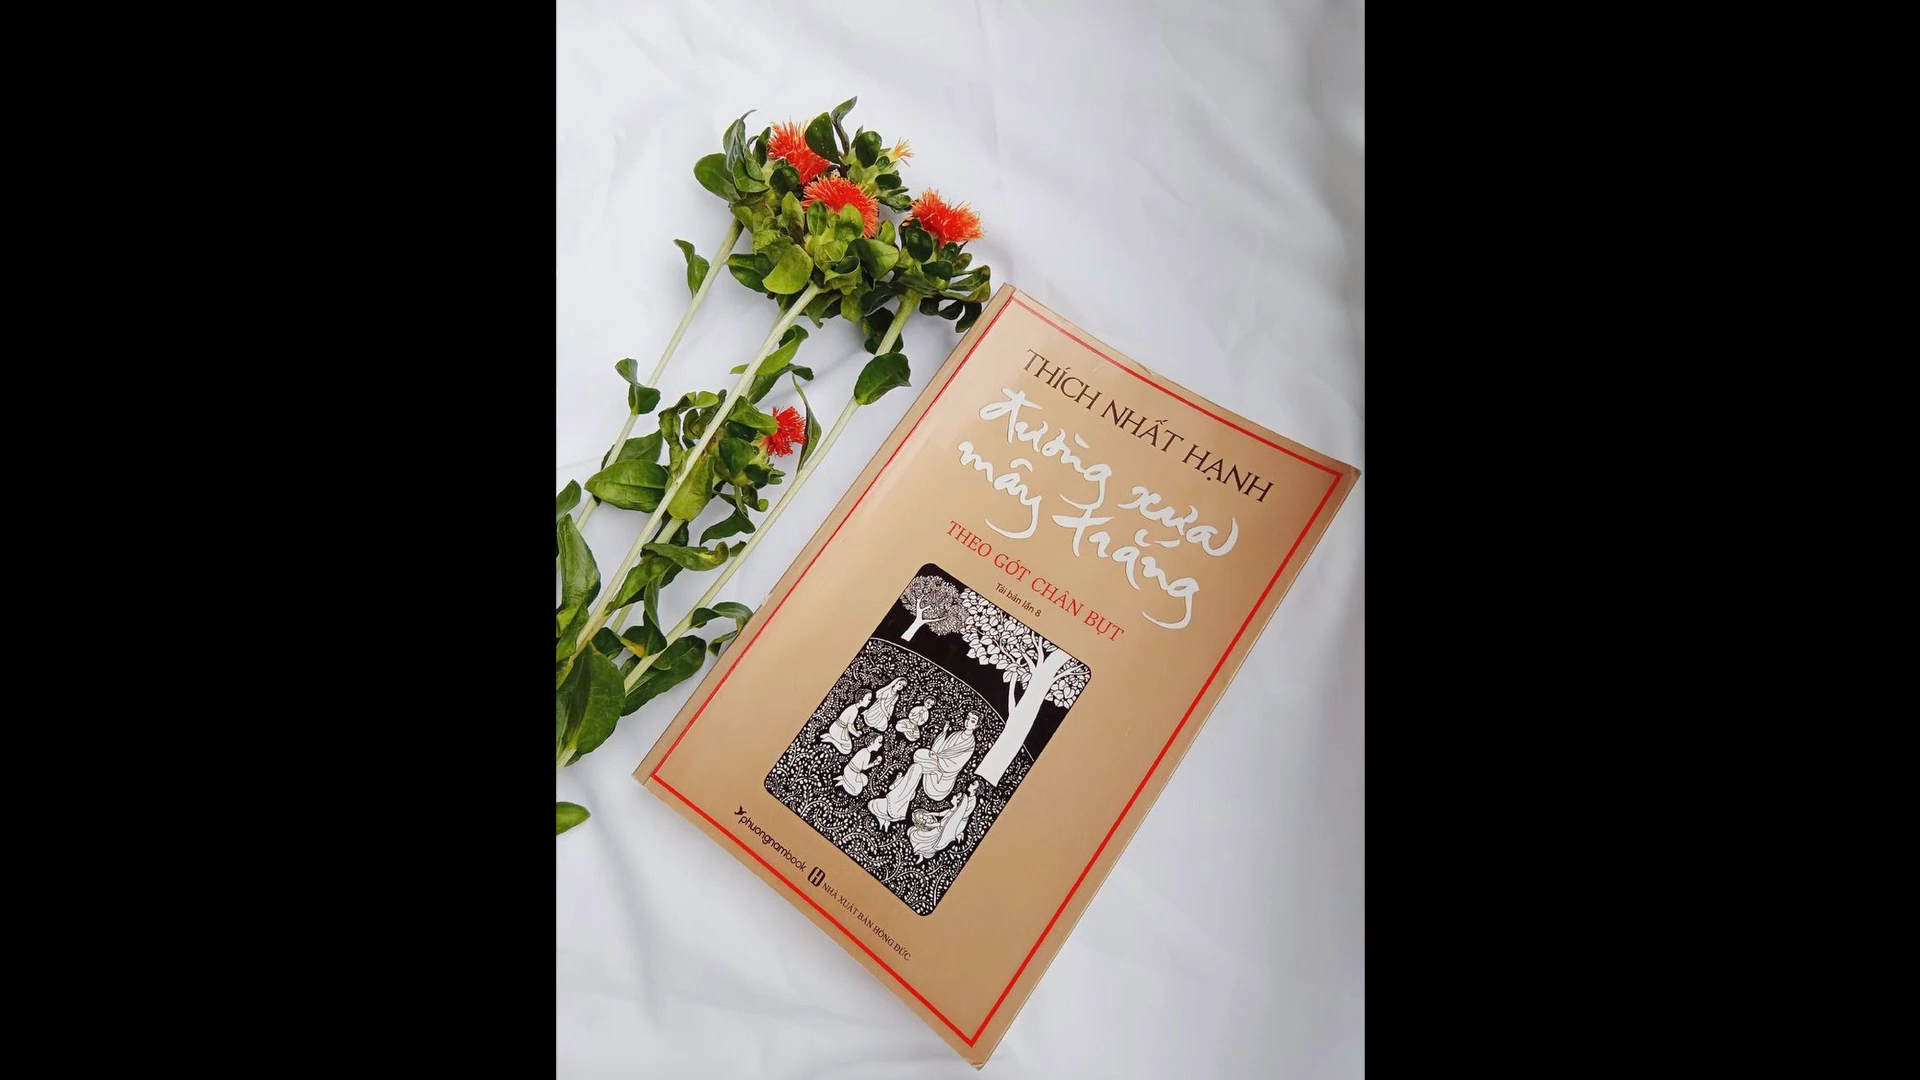 THÍCH NHẤT HẠNH
đường xưa
mây trắng
THEO GÓT CHÂN BỤT
Tái bản lần 8
phuongnambook
NHÀ XUẤT BẢN HỒNG ĐỨC